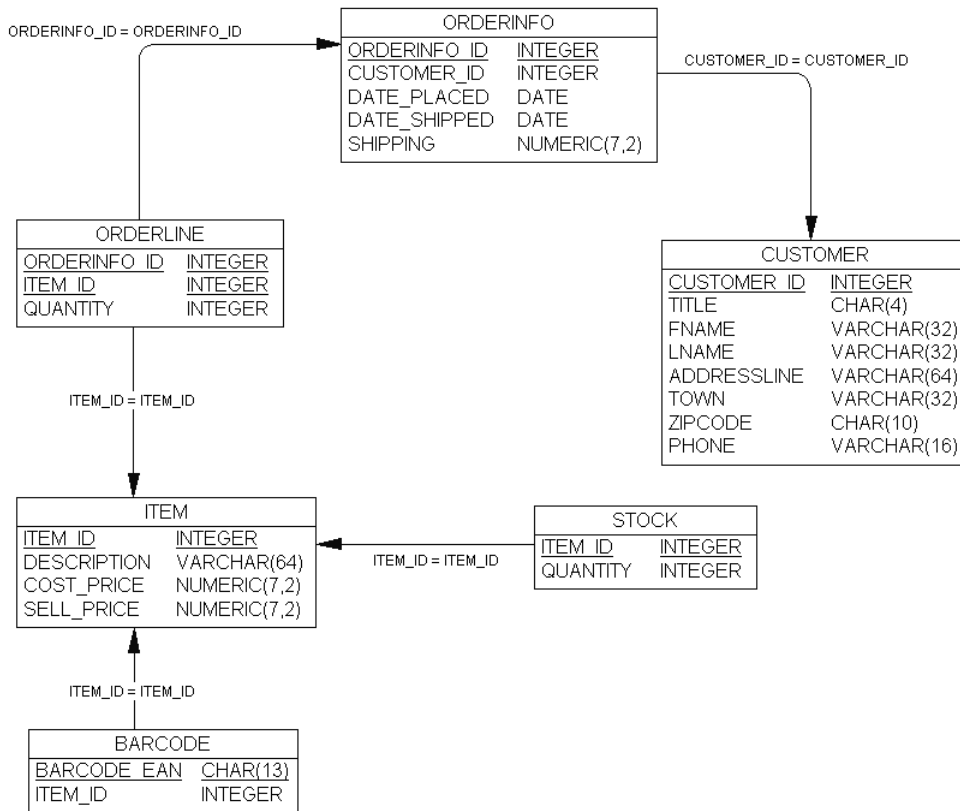 ORDERINFO_ID = ORDERINFO_ID
ORDERINFO
ORDERINFO_ID INTEGER
CUSTOMER_ID INTEGER
DATE_PLACED DATE
DATE_SHIPPED DATE
SHIPPING NUMERIC(7,2)
CUSTOMER_ID = CUSTOMER_ID
ORDERLINE
ORDERINFO_ID INTEGER
ITEM_ID INTEGER
QUANTITY INTEGER
CUSTOMER
CUSTOMER_ID INTEGER
TITLE CHAR(4)
FNAME VARCHAR(32)
LNAME VARCHAR(32)
ADDRESSLINE VARCHAR(64)
TOWN VARCHAR(32)
ZIPCODE CHAR(10)
PHONE VARCHAR(16)
ITEM_ID = ITEM_ID
ITEM
ITEM_ID INTEGER
DESCRIPTION VARCHAR(64)
COST_PRICE NUMERIC(7,2)
SELL_PRICE NUMERIC(7,2)
ITEM_ID = ITEM_ID
STOCK
ITEM_ID INTEGER
QUANTITY INTEGER
ITEM_ID = ITEM_ID
BARCODE
BARCODE_EAN CHAR(13)
ITEM_ID INTEGER